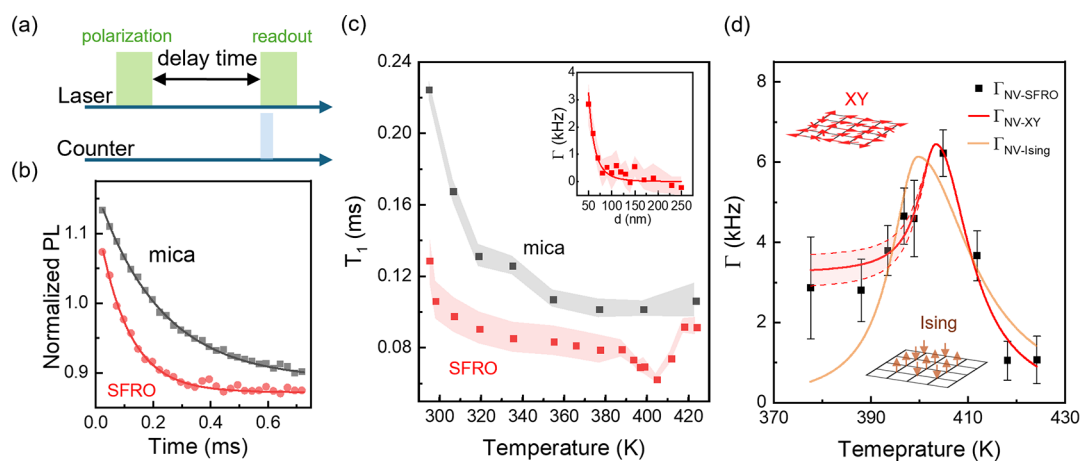 (a)
polarization
readout
delay time
Laser
Counter
(b)
Normalized PL
1.1
1.0
0.9
mica
SFRO
0.0 0.2 0.4 0.6
Time (ms)
(c)
T1 (ms)
0.24
0.20
0.16
0.12
0.08
mica
SFRO
300 320 340 360 380 400 420
Temperature (K)
Γ (kHz)
4
3
2
1
0
50 100 150 200 250
d (nm)
(d)
Γ (kHz)
8
6
4
2
0
XY
ΓNV-SFRO
ΓNV-XY
ΓNV-Ising
Ising
370 390 410 430
Temeprature (K)